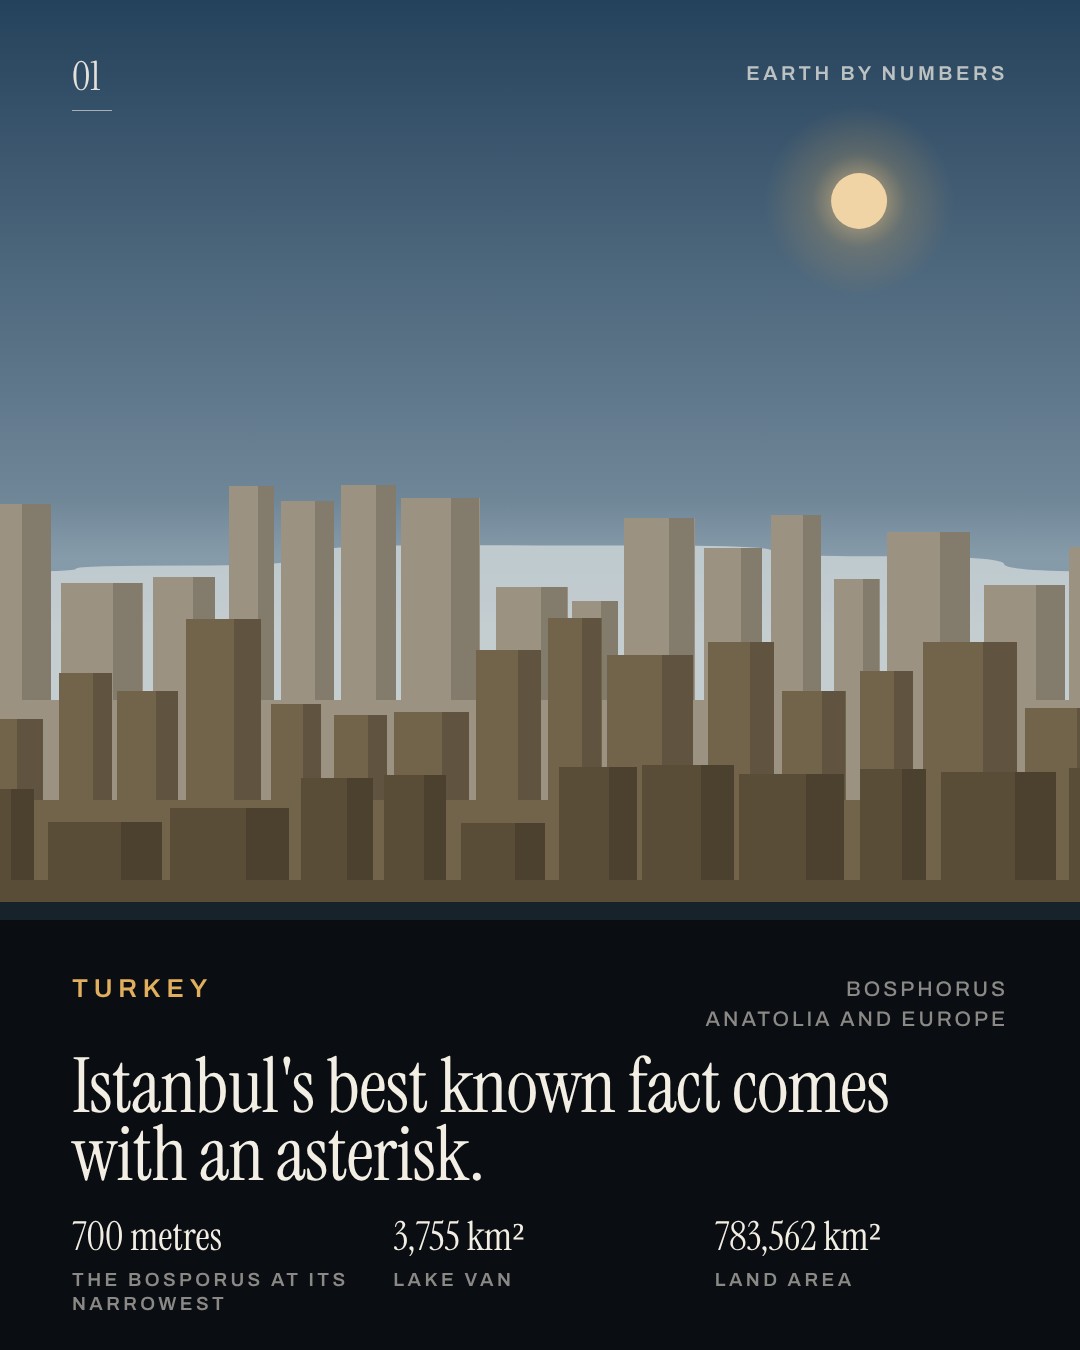 01
EARTH BY NUMBERS
TURKEY
BOSPHORUS
ANATOLIA AND EUROPE
Istanbul's best known fact comes
with an asterisk.
700 metres
THE BOSPORUS AT ITS
NARROWEST
3,755 km²
LAKE VAN
783,562 km²
LAND AREA